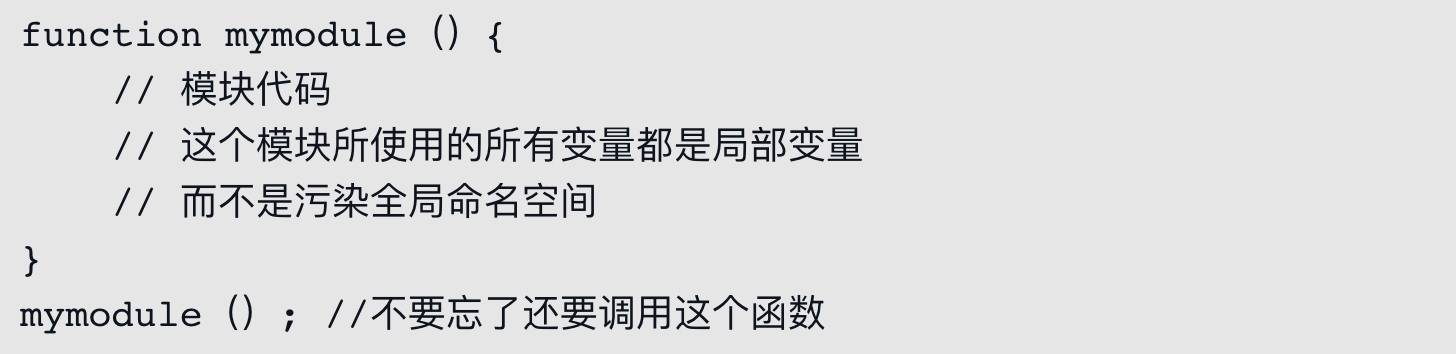 function mymodule () {
// 模块代码
// 这个模块所使用的所有变量都是局部变量
// 而不是污染全局命名空间
}
mymodule () ; //不要忘了还要调用这个函数